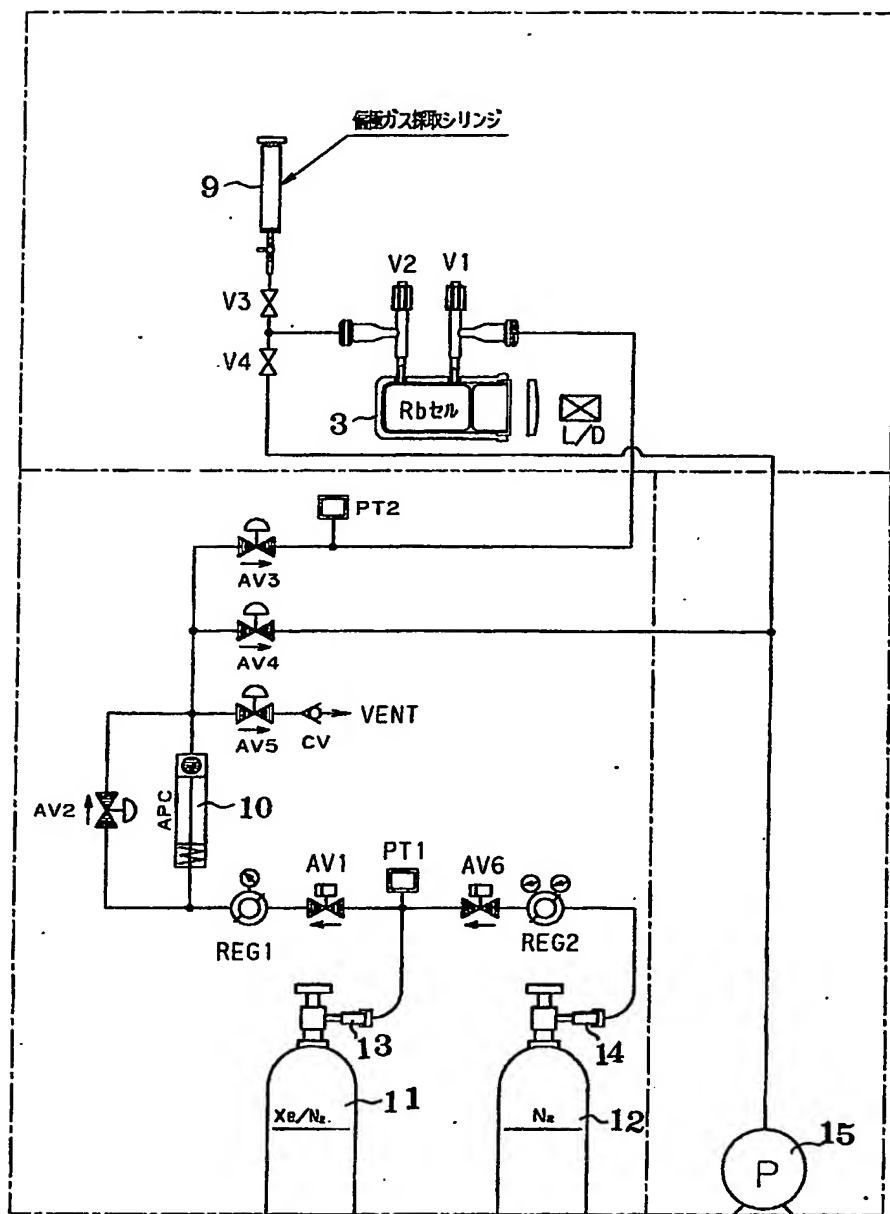 偏極ガス採取シリンジ
9
V2 V1
V3
V4
Rbセル
3
L/D
PT2
AV3
AV4
VENT
AV5 CV
AV2
APC
10
PT1
AV1 AV6
REG1 REG2
13 14
11 12
Xe/N₂ N₂
15
P